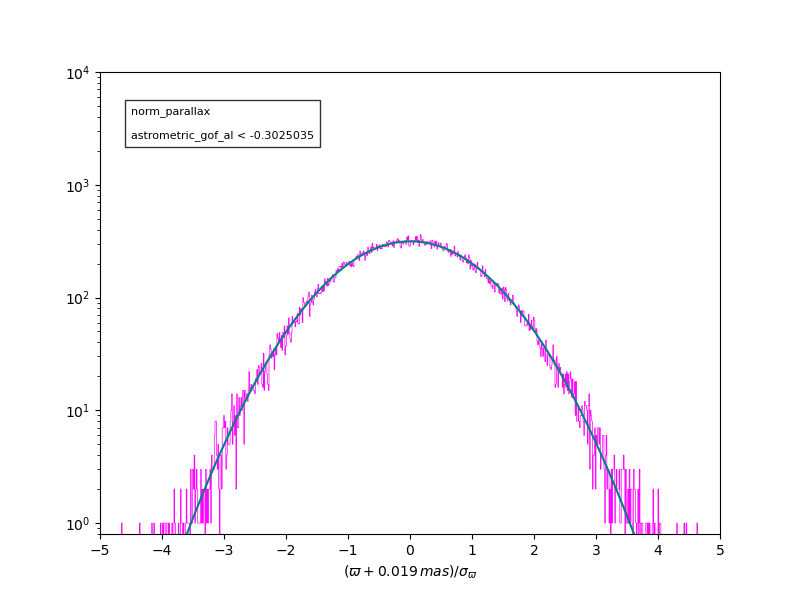 10⁴
norm_parallax
astrometric_gof_al < -0.3025035
10³
10²
10¹
10⁰
−5 −4 −3 −2 −1 0 1 2 3 4 5
(ϖ + 0.019 mas)/σ_ϖ